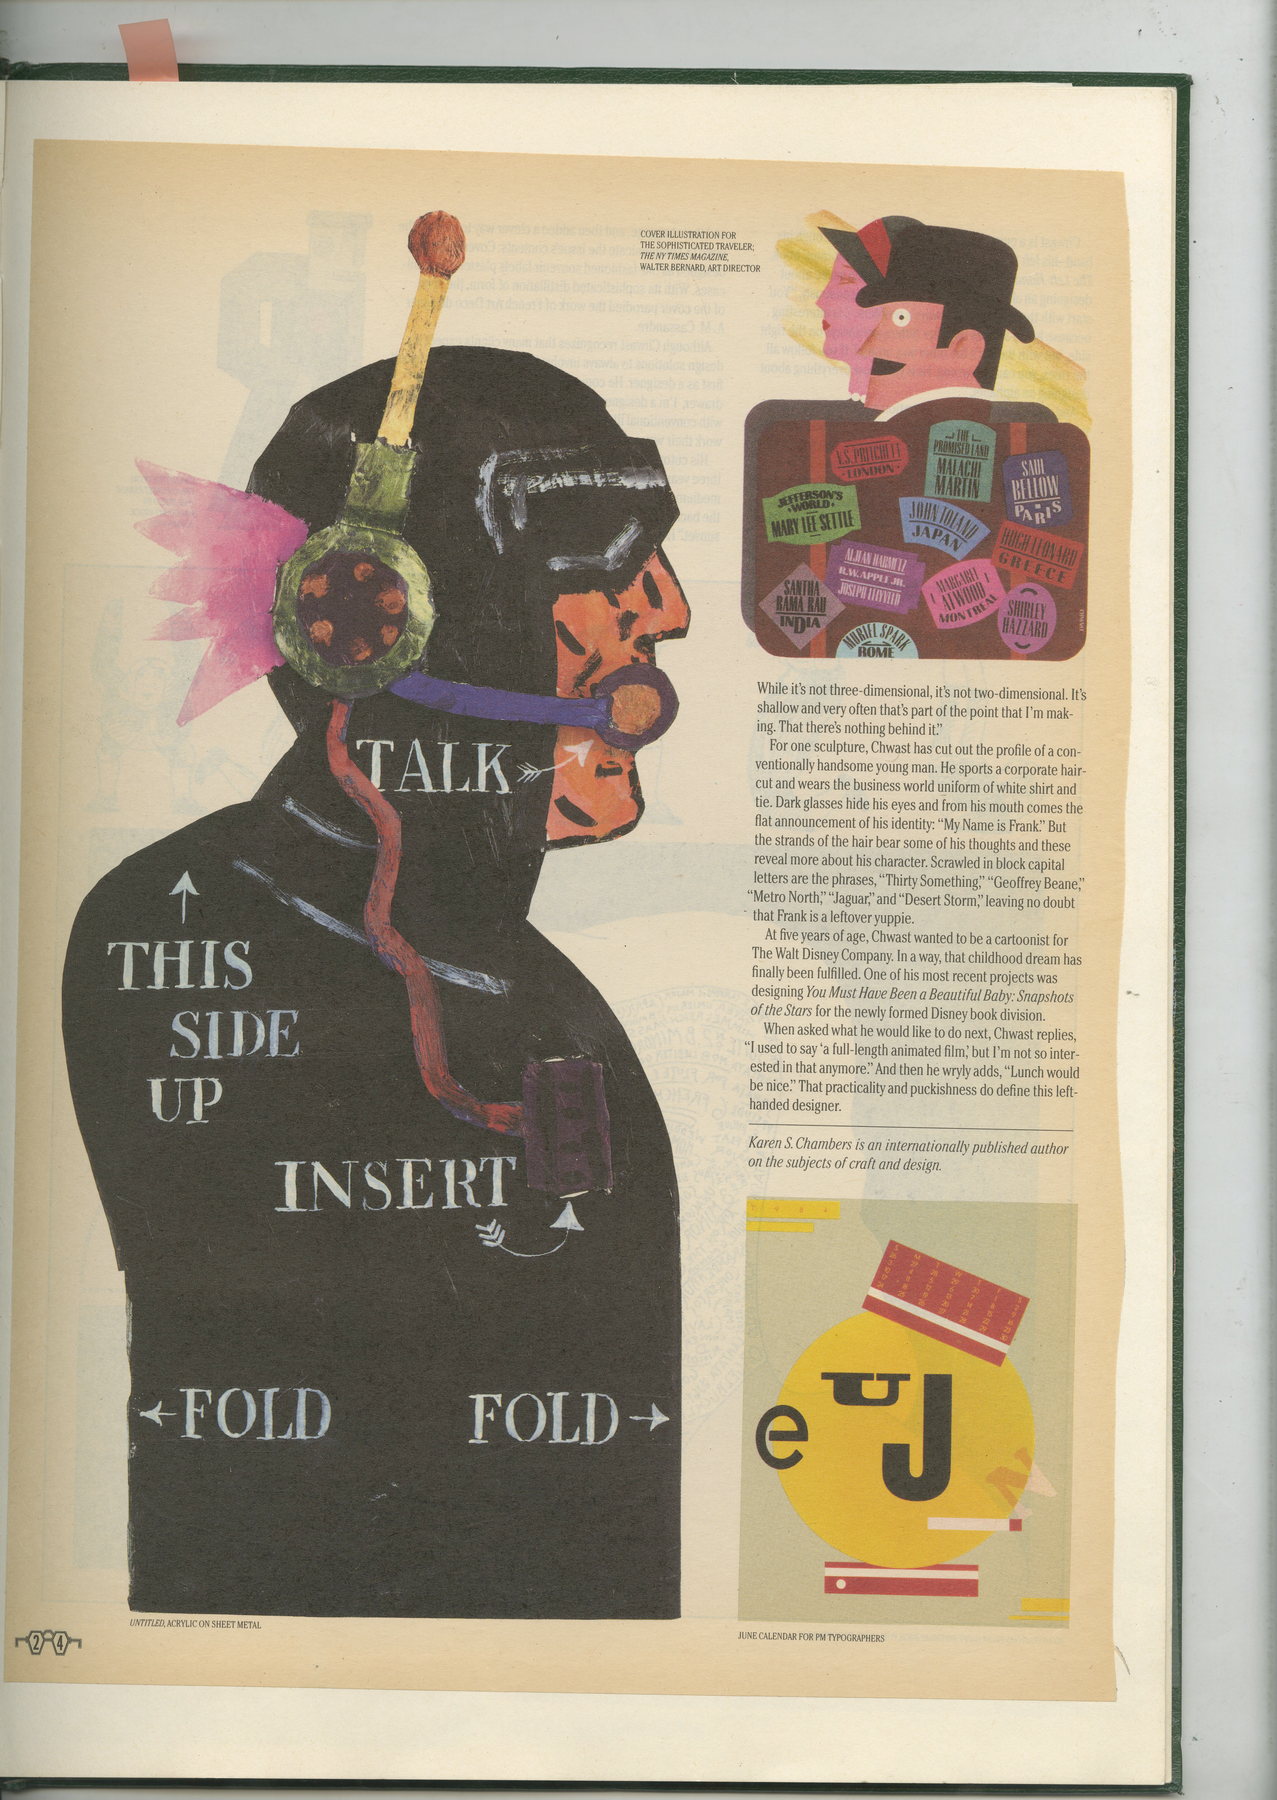 COVER ILLUSTRATION FOR
THE SOPHISTICATED TRAVELER;
THE NY TIMES MAGAZINE,
WALTER BERNARD, ART DIRECTOR
V.S. PRITCHETT
LONDON
THE
PROMISED LAND
MALACHI
MARTIN
SAUL
BELLOW
PARIS
JEFFERSON'S
WORLD
MARY LEE SETTLE
JOHN TOLAND
JAPAN
HUGH LEONARD
GREECE
ALJEAN HARMETZ
R.W. APPLE JR.
JOSEPH LELYVELD
MARGARET
ATWOOD
MONTREAL
SANTHA
RAMA RAU
INDIA
SHIRLEY
HAZZARD
MURIEL SPARK
ROME
TALK
THIS
SIDE
UP
INSERT
FOLD FOLD
UNTITLED, ACRYLIC ON SHEET METAL
24
While it's not three-dimensional, it's not two-dimensional. It's
shallow and very often that's part of the point that I'm mak-
ing. That there's nothing behind it."
For one sculpture, Chwast has cut out the profile of a con-
ventionally handsome young man. He sports a corporate hair-
cut and wears the business world uniform of white shirt and
tie. Dark glasses hide his eyes and from his mouth comes the
flat announcement of his identity: "My Name is Frank." But
the strands of the hair bear some of his thoughts and these
reveal more about his character. Scrawled in block capital
letters are the phrases, "Thirty Something," "Geoffrey Beane,"
"Metro North," "Jaguar," and "Desert Storm," leaving no doubt
that Frank is a leftover yuppie.
At five years of age, Chwast wanted to be a cartoonist for
The Walt Disney Company. In a way, that childhood dream has
finally been fulfilled. One of his most recent projects was
designing You Must Have Been a Beautiful Baby: Snapshots
of the Stars for the newly formed Disney book division.
When asked what he would like to do next, Chwast replies,
"I used to say 'a full-length animated film,' but I'm not so inter-
ested in that anymore." And then he wryly adds, "Lunch would
be nice." That practicality and puckishness do define this left-
handed designer.
Karen S. Chambers is an internationally published author
on the subjects of craft and design.
1984
e U J N
JUNE CALENDAR FOR PM TYPOGRAPHERS